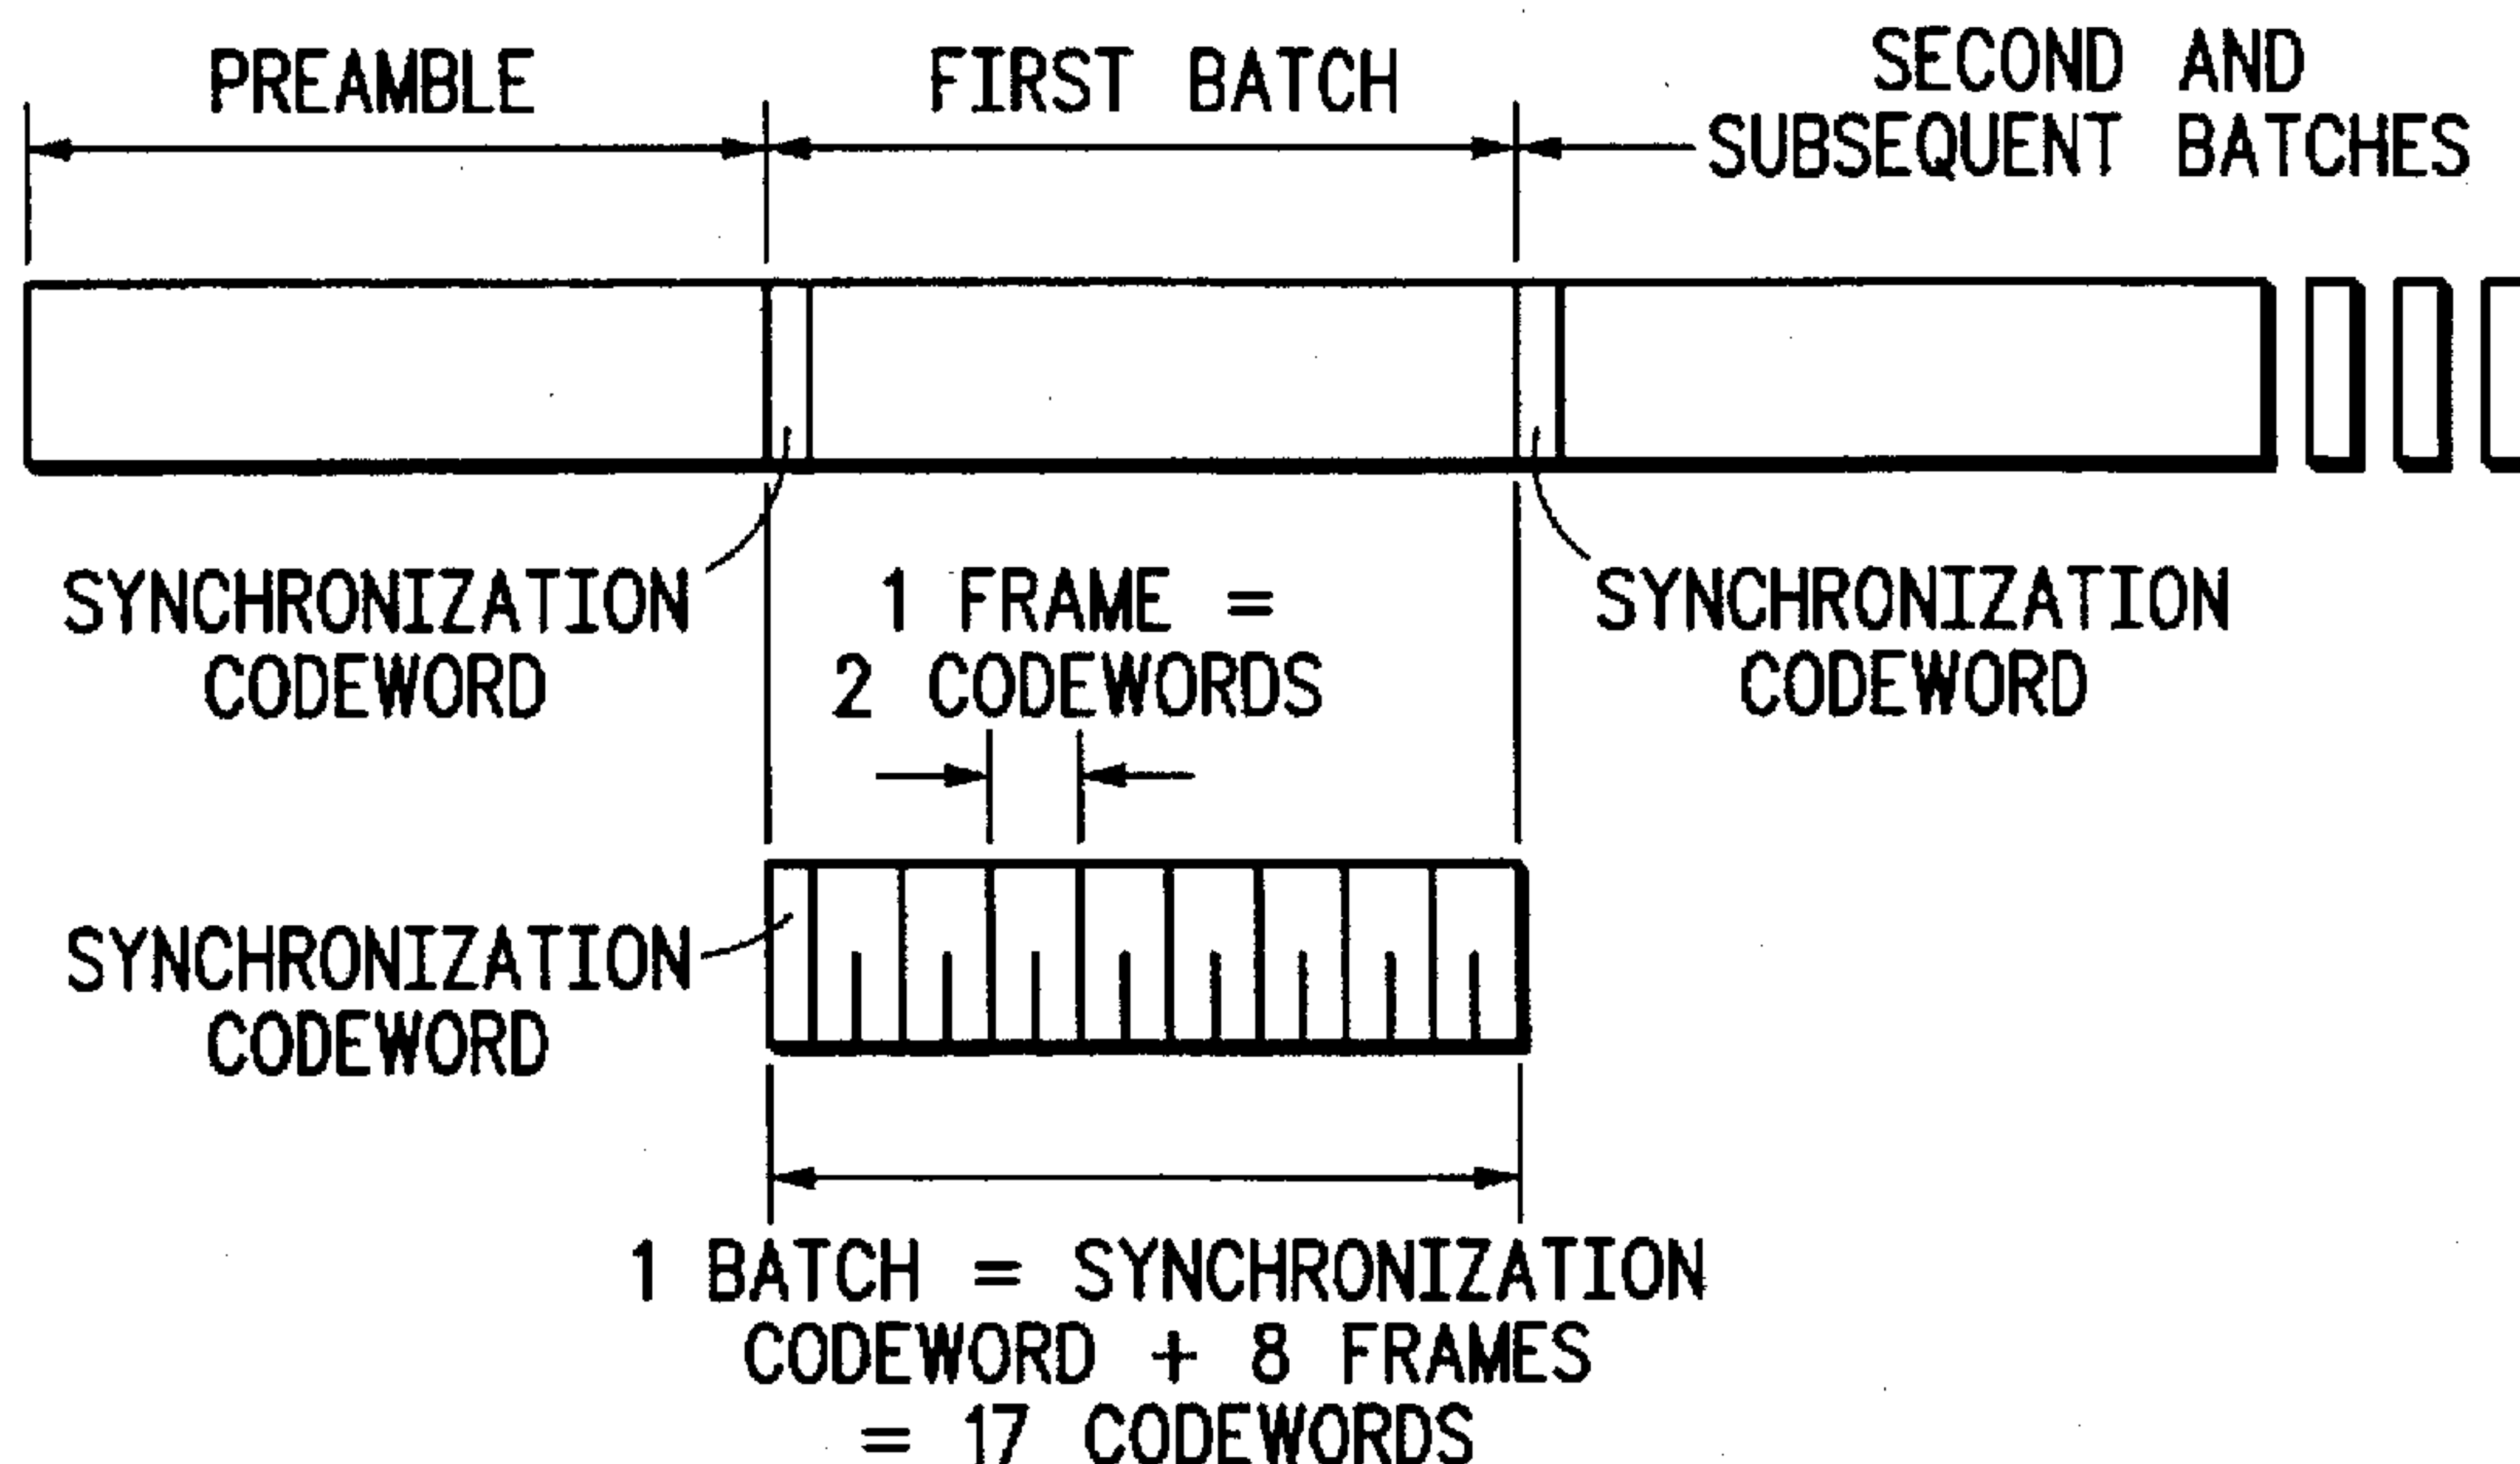 PREAMBLE
FIRST BATCH
SECOND AND
SUBSEQUENT BATCHES
SYNCHRONIZATION
CODEWORD
1 FRAME =
2 CODEWORDS
SYNCHRONIZATION
CODEWORD
SYNCHRONIZATION
CODEWORD
1 BATCH = SYNCHRONIZATION
CODEWORD + 8 FRAMES
= 17 CODEWORDS